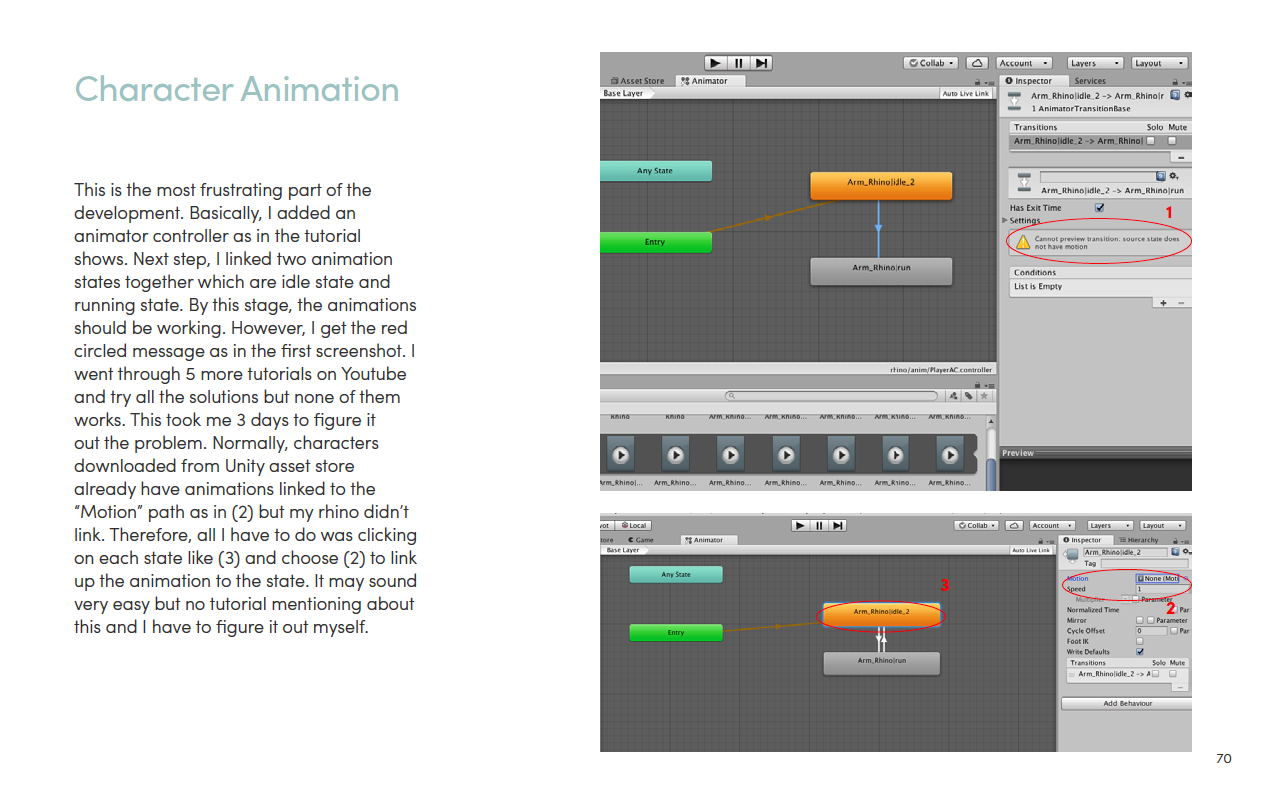 Character Animation
This is the most frustrating part of the
development. Basically, I added an
animator controller as in the tutorial
shows. Next step, I linked two animation
states together which are idle state and
running state. By this stage, the animations
should be working. However, I get the red
circled message as in the first screenshot. I
went through 5 more tutorials on Youtube
and try all the solutions but none of them
works. This took me 3 days to figure it
out the problem. Normally, characters
downloaded from Unity asset store
already have animations linked to the
“Motion” path as in (2) but my rhino didn’t
link. Therefore, all I have to do was clicking
on each state like (3) and choose (2) to link
up the animation to the state. It may sound
very easy but no tutorial mentioning about
this and I have to figure it out myself.
Collab Account Layers Layout
Asset Store Animator
Base Layer Auto Live Link
Any State
Arm_Rhino|idle_2
Entry
Arm_Rhino|run
rhino/anim/PlayerAC.controller
Rhino Rhino Arm_Rhino... Arm_Rhino... Arm_Rhino... Arm_Rhino... Arm_Rhino...
Arm_Rhino|... Arm_Rhino... Arm_Rhino... Arm_Rhino... Arm_Rhino... Arm_Rhino... Arm_Rhino...
Inspector Services
Arm_Rhino|idle_2 -> Arm_Rhino|r
1 AnimatorTransitionBase
Transitions Solo Mute
Arm_Rhino|idle_2 -> Arm_Rhino|
Arm_Rhino|idle_2 -> Arm_Rhino|run
Has Exit Time
1
Settings
Cannot preview transition: source state does
not have motion
Conditions
List is Empty
Preview
vot Local Collab Account Layers Layout
tore Game Animator
Base Layer Auto Live Link
Any State
3
Arm_Rhino|idle_2
Entry
Arm_Rhino|run
Inspector Hierarchy
Arm_Rhino|idle_2
Tag
Motion None (Mot
Speed 1
Multiplier Parameter
2
Normalized Time Par
Mirror Parameter
Cycle Offset 0 Par
Foot IK
Write Defaults
Transitions Solo Mute
Arm_Rhino|idle_2 -> A
Add Behaviour
70